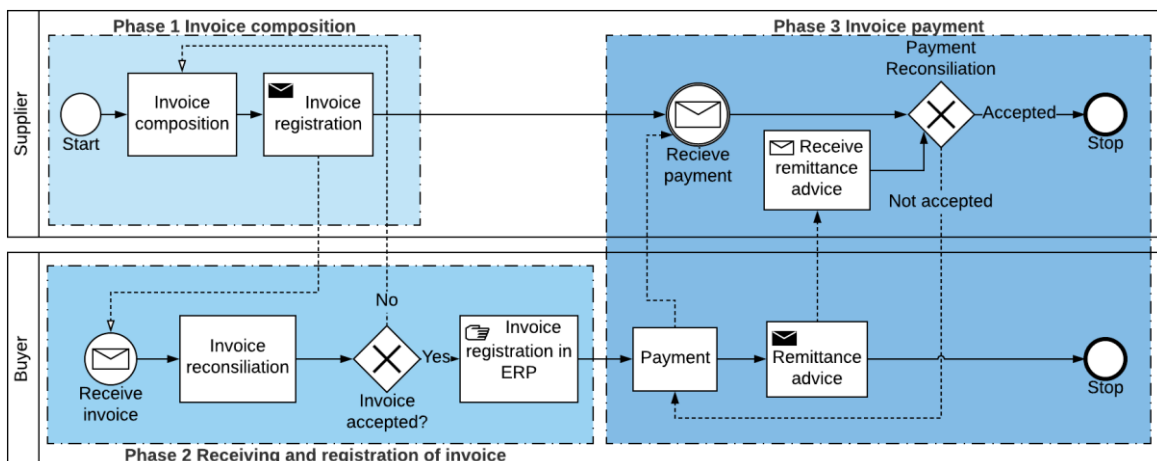 Phase 1 Invoice composition
Phase 3 Invoice payment
Supplier
Start
Invoice
composition
Invoice
registration
Recieve
payment
Payment
Reconsiliation
Accepted
Stop
Receive
remittance
advice
Not accepted
Buyer
Receive
invoice
Invoice
reconsiliation
No
Yes
Invoice
accepted?
Invoice
registration in
ERP
Payment
Remittance
advice
Stop
Phase 2 Receiving and registration of invoice